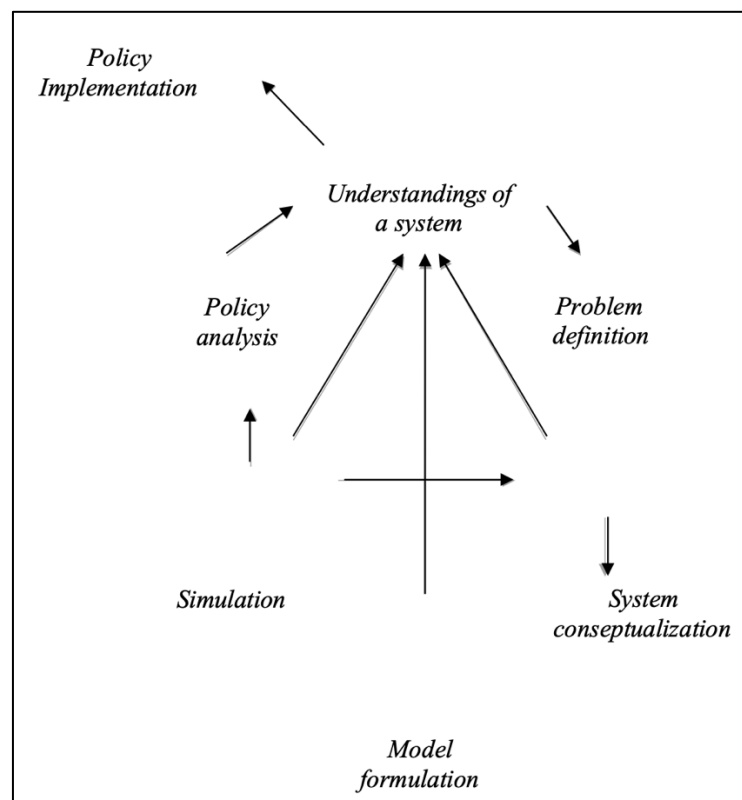 Policy
Implementation
Understandings of
a system
Policy
analysis
Problem
definition
Simulation
System
conseptualization
Model
formulation